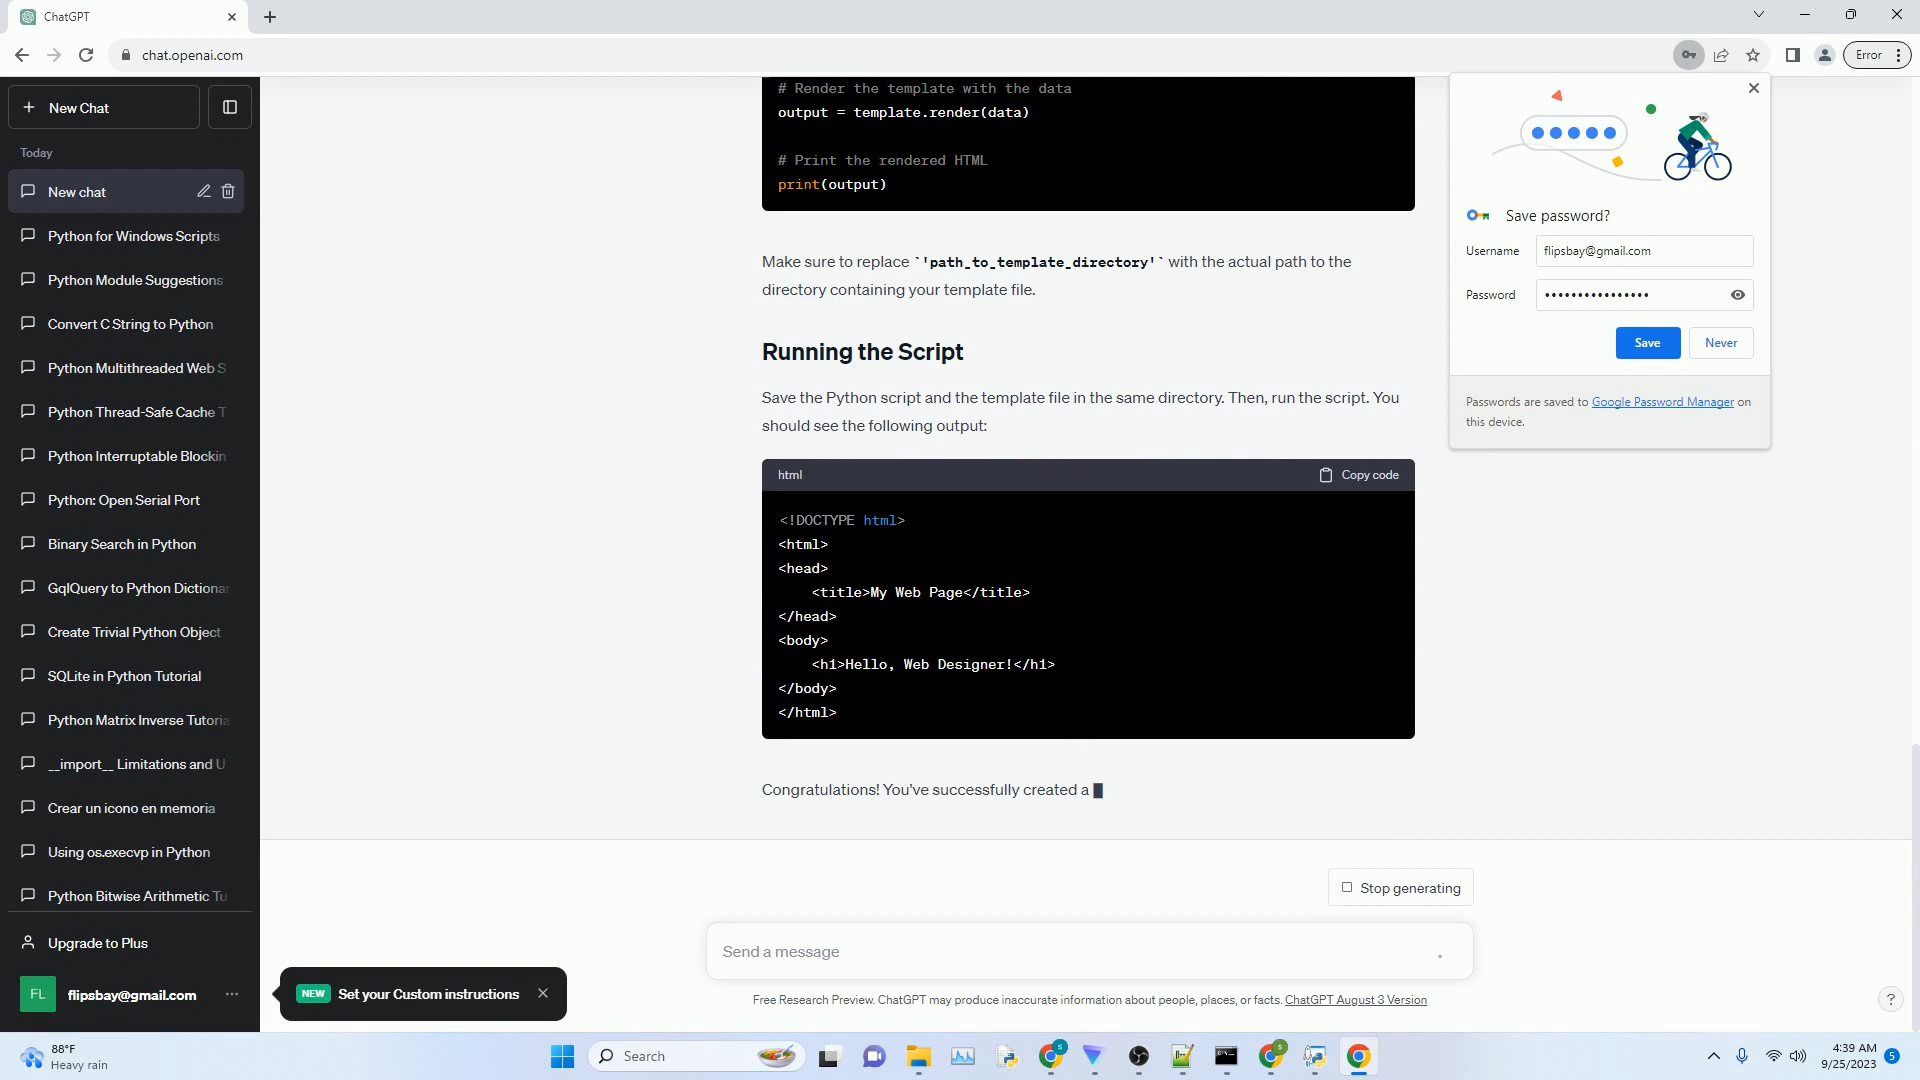 ChatGPT
chat.openai.com
Error
New Chat
Today
New chat
Python for Windows Scripts
Python Module Suggestions
Convert C String to Python
Python Multithreaded Web S
Python Thread-Safe Cache T
Python Interruptable Blockin
Python: Open Serial Port
Binary Search in Python
GqlQuery to Python Dictionar
Create Trivial Python Object
SQLite in Python Tutorial
Python Matrix Inverse Tutoria
__import__ Limitations and U
Crear un icono en memoria
Using os.execvp in Python
Python Bitwise Arithmetic Tu
Upgrade to Plus
FL flipsbay@gmail.com
NEW Set your Custom instructions
# Render the template with the data
output = template.render(data)
# Print the rendered HTML
print(output)
Make sure to replace `'path_to_template_directory'` with the actual path to the
directory containing your template file.
Running the Script
Save the Python script and the template file in the same directory. Then, run the script. You
should see the following output:
html Copy code
<!DOCTYPE html>
<html>
<head>
<title>My Web Page</title>
</head>
<body>
<h1>Hello, Web Designer!</h1>
</body>
</html>
Congratulations! You've successfully created a
Stop generating
Send a message
Free Research Preview. ChatGPT may produce inaccurate information about people, places, or facts. ChatGPT August 3 Version
?
Save password?
Username flipsbay@gmail.com
Password ••••••••••••••••
Save Never
Passwords are saved to Google Password Manager on
this device.
88°F
Heavy rain
Search
S
S
4:39 AM
9/25/2023
5